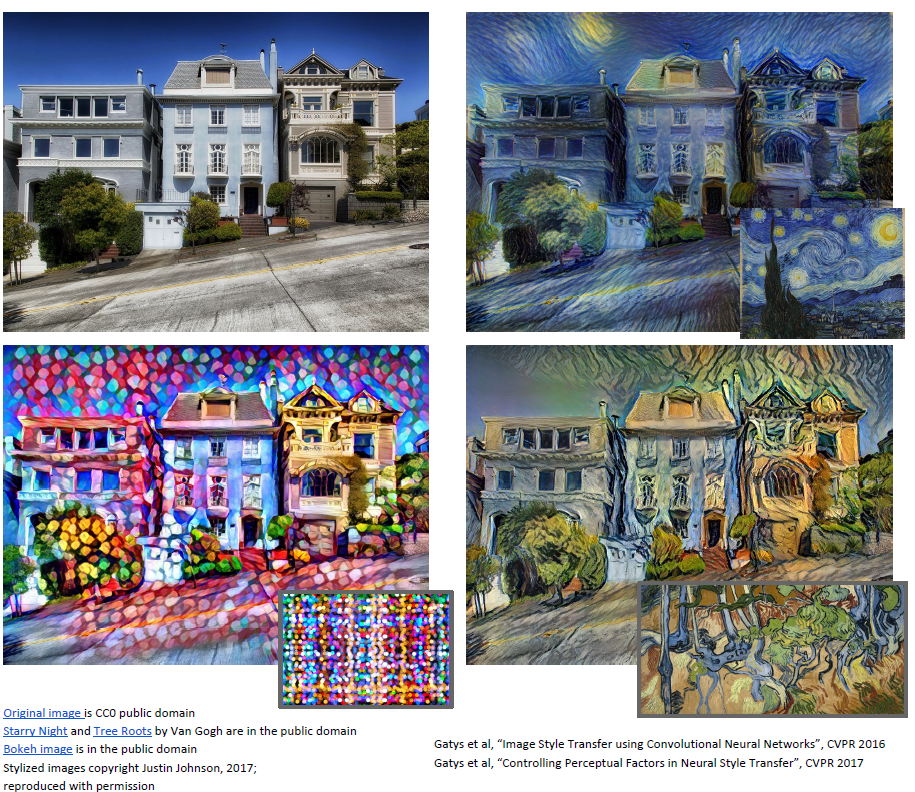 Original image is CC0 public domain
Starry Night and Tree Roots by Van Gogh are in the public domain
Bokeh image is in the public domain
Stylized images copyright Justin Johnson, 2017;
reproduced with permission
Gatys et al, “Image Style Transfer using Convolutional Neural Networks”, CVPR 2016
Gatys et al, “Controlling Perceptual Factors in Neural Style Transfer”, CVPR 2017